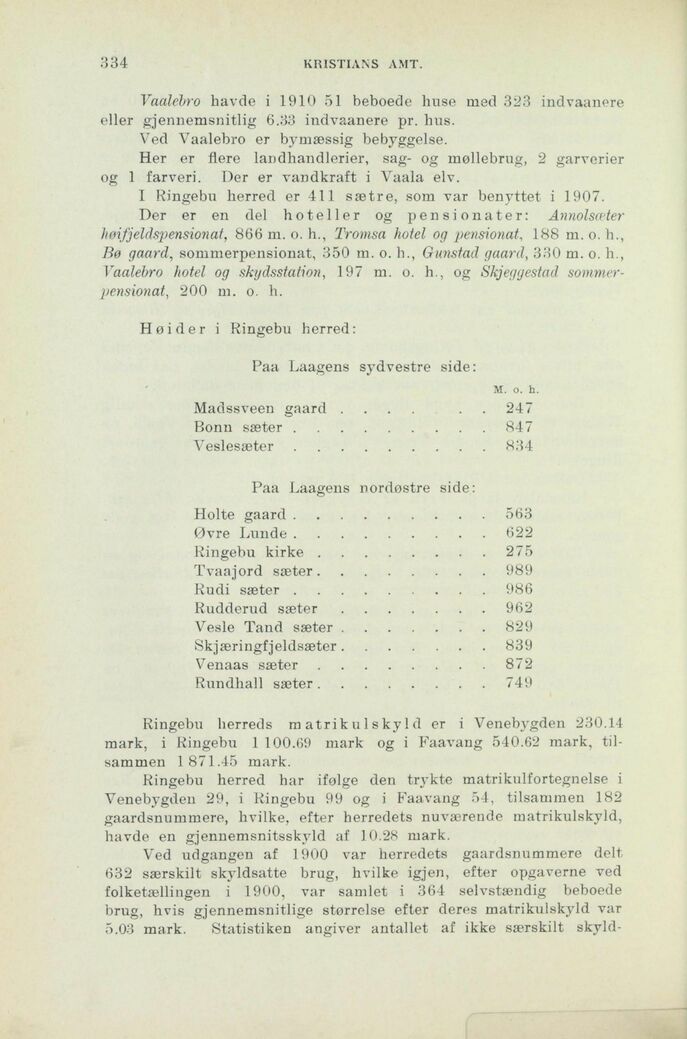 334 KRISTIANS AMT.
Vaalebro havde i 1910 51 beboede huse med 323 indvaanere
eller gjennemsnitlig 6.33 indvaanere pr. hus.
Ved Vaalebro er bymæssig bebyggelse.
Her er flere landhandlerier, sag- og møllebrug, 2 garverier
og 1 farveri. Der er vandkraft i Vaala elv.
I Ringebu herred er 411 sætre, som var benyttet i 1907.
Der er en del hoteller og pensionater: Annolsæter
høifjeldspensionat, 866 m. o. h., Tromsa hotel og pensionat, 188 m. o. h.,
Bø gaard, sommerpensionat, 350 m. o. h., Gunstad gaard, 330 m. o. h.,
Vaalebro hotel og skydsstation, 197 m. o. h., og Skjeggestad sommer-
pensionat, 200 m. o. h.
Høider i Ringebu herred:
Paa Laagens sydvestre side:
M. o. h.
Madssveen gaard . . . . . . 247
Bonn sæter . . . . . . . . . 847
Veslesæter . . . . . . . . . 834
Paa Laagens nordøstre side:
Holte gaard . . . . . . . . . 563
Øvre Lunde . . . . . . . . . 622
Ringebu kirke . . . . . . . . 275
Tvaajord sæter . . . . . . . . 989
Rudi sæter . . . . . . . . . 986
Rudderud sæter . . . . . . . 962
Vesle Tand sæter . . . . . . . 829
Skjæringfjeldsæter . . . . . . . 839
Venaas sæter . . . . . . . . 872
Rundhall sæter . . . . . . . . 749
Ringebu herreds matrikulskyld er i Venebygden 230.14
mark, i Ringebu 1 100.69 mark og i Faavang 540.62 mark, til-
sammen 1 871.45 mark.
Ringebu herred har ifølge den trykte matrikulfortegnelse i
Venebygden 29, i Ringebu 99 og i Faavang 54, tilsammen 182
gaardsnummere, hvilke, efter herredets nuværende matrikulskyld,
havde en gjennemsnitsskyld af 10.28 mark.
Ved udgangen af 1900 var herredets gaardsnummere delt
632 særskilt skyldsatte brug, hvilke igjen, efter opgaverne ved
folketællingen i 1900, var samlet i 364 selvstændig beboede
brug, hvis gjennemsnitlige størrelse efter deres matrikulskyld var
5.03 mark. Statistiken angiver antallet af ikke særskilt skyld-